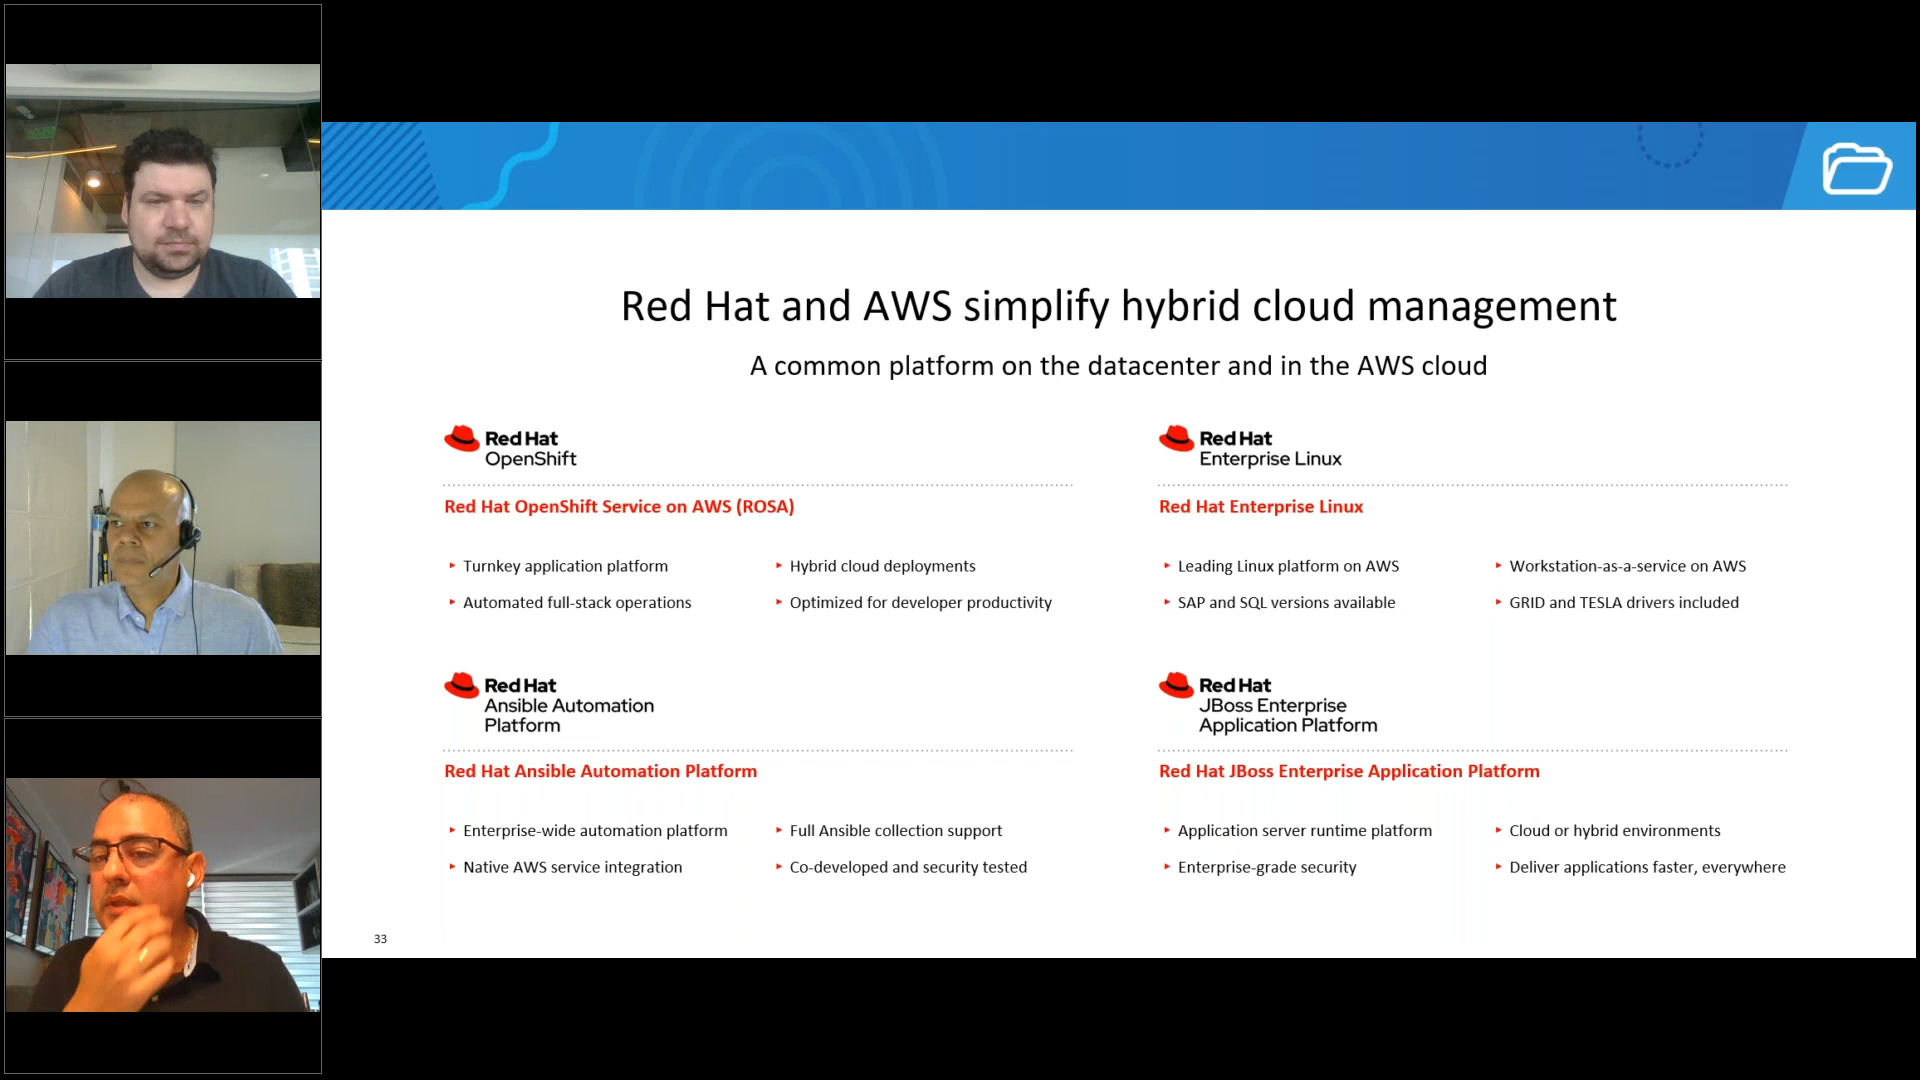 Red Hat and AWS simplify hybrid cloud management
A common platform on the datacenter and in the AWS cloud
Red Hat
OpenShift
Red Hat OpenShift Service on AWS (ROSA)
Turnkey application platform
Hybrid cloud deployments
Automated full-stack operations
Optimized for developer productivity
Red Hat
Enterprise Linux
Red Hat Enterprise Linux
Leading Linux platform on AWS
Workstation-as-a-service on AWS
SAP and SQL versions available
GRID and TESLA drivers included
Red Hat
Ansible Automation
Platform
Red Hat Ansible Automation Platform
Enterprise-wide automation platform
Full Ansible collection support
Native AWS service integration
Co-developed and security tested
Red Hat
JBoss Enterprise
Application Platform
Red Hat JBoss Enterprise Application Platform
Application server runtime platform
Cloud or hybrid environments
Enterprise-grade security
Deliver applications faster, everywhere
33